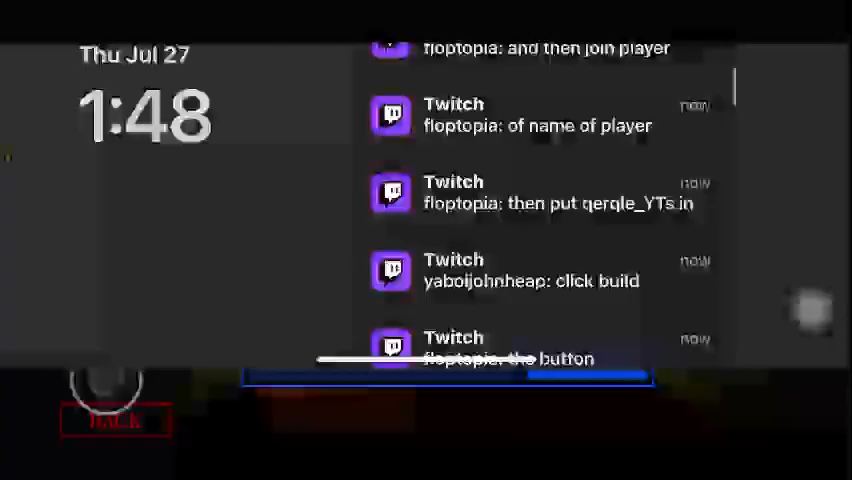 Thu Jul 27
1:48
floptopia: and then join player
Twitch now
floptopia: of name of player
Twitch now
floptopia: then put qerqle_YTs in
Twitch now
yaboijohnheap: click build
Twitch now
floptopia: the button
BACK